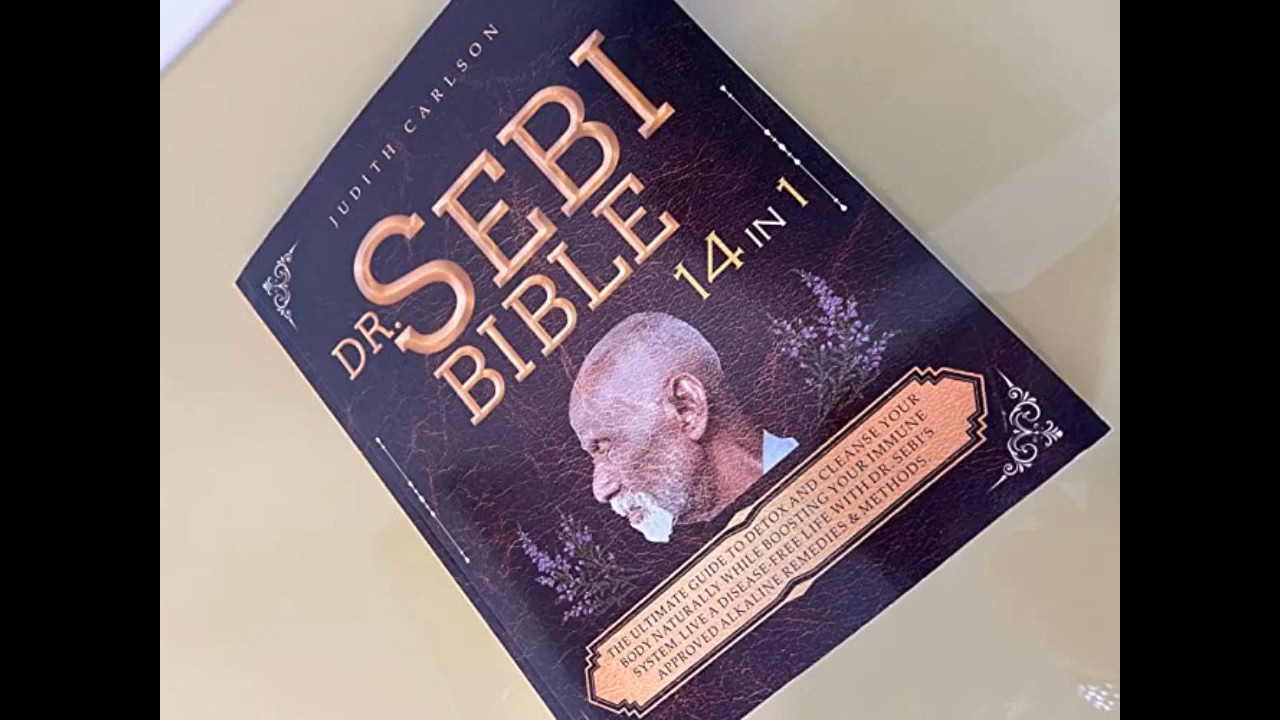 JUDITH CARLSON
DR. SEBI
BIBLE
14 IN 1
THE ULTIMATE GUIDE TO DETOX AND CLEANSE YOUR
BODY NATURALLY WHILE BOOSTING YOUR IMMUNE
SYSTEM. LIVE A DISEASE-FREE LIFE WITH DR. SEBI'S
APPROVED ALKALINE REMEDIES & METHODS